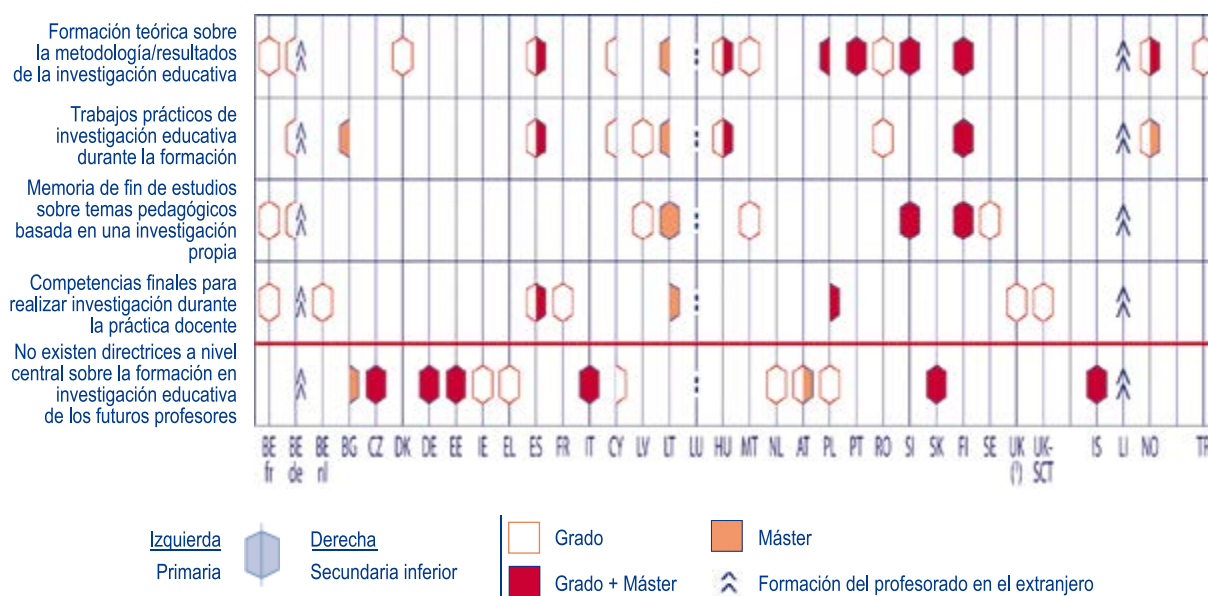 Formación teórica sobre
la metodología/resultados
de la investigación educativa
Trabajos prácticos de
investigación educativa
durante la formación
Memoria de fin de estudios
sobre temas pedagógicos
basada en una investigación
propia
Competencias finales para
realizar investigación durante
la práctica docente
No existen directrices a nivel
central sobre la formación en
investigación educativa
de los futuros profesores
BE BE BE BG CZ DK DE EE IE EL ES FR IT CY LV LT LU HU MT NL AT PL PT RO SI SK FI SE UK UK- IS LI NO TR
fr de nl (¹) SCT
Izquierda Derecha Grado Máster
Primaria Secundaria inferior Grado + Máster Formación del profesorado en el extranjero